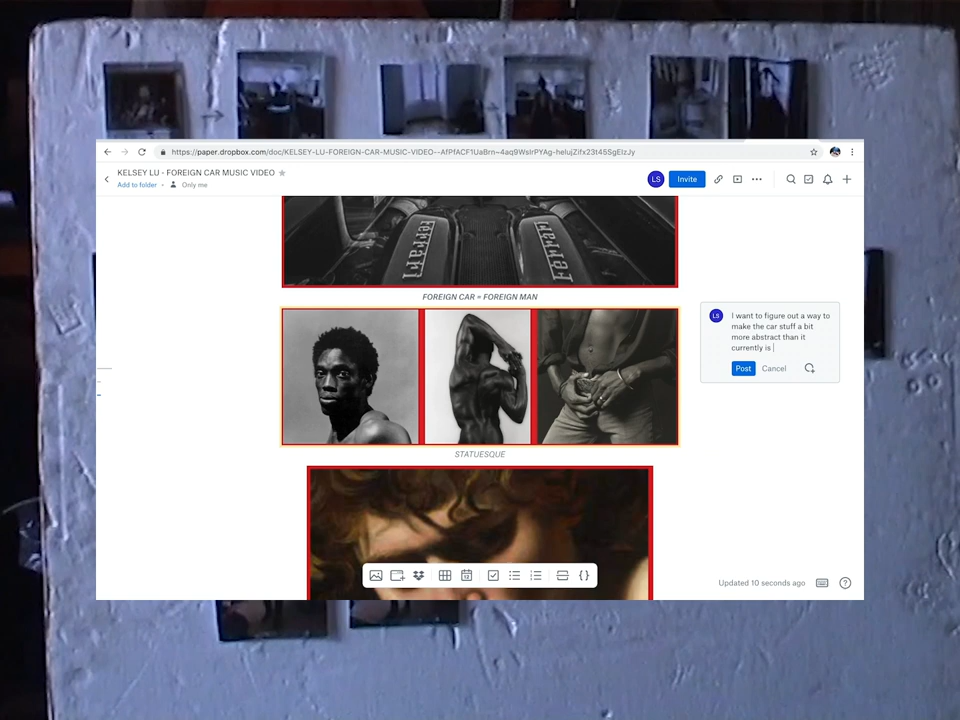 https://paper.dropbox.com/doc/KELSEY-LU-FOREIGN-CAR-MUSIC-VIDEO--AfPfACF1UaBrn~4aq9WsIrPYAg-helujZifx23t45SgEIzJy
KELSEY LU - FOREIGN CAR MUSIC VIDEO
Add to folder • Only me
LS
Invite
Ferrari
Ferrari
FOREIGN CAR = FOREIGN MAN
LS
I want to figure out a way to
make the car stuff a bit
more abstract than it
currently is
Post Cancel
STATUESQUE
12
Updated 10 seconds ago
?